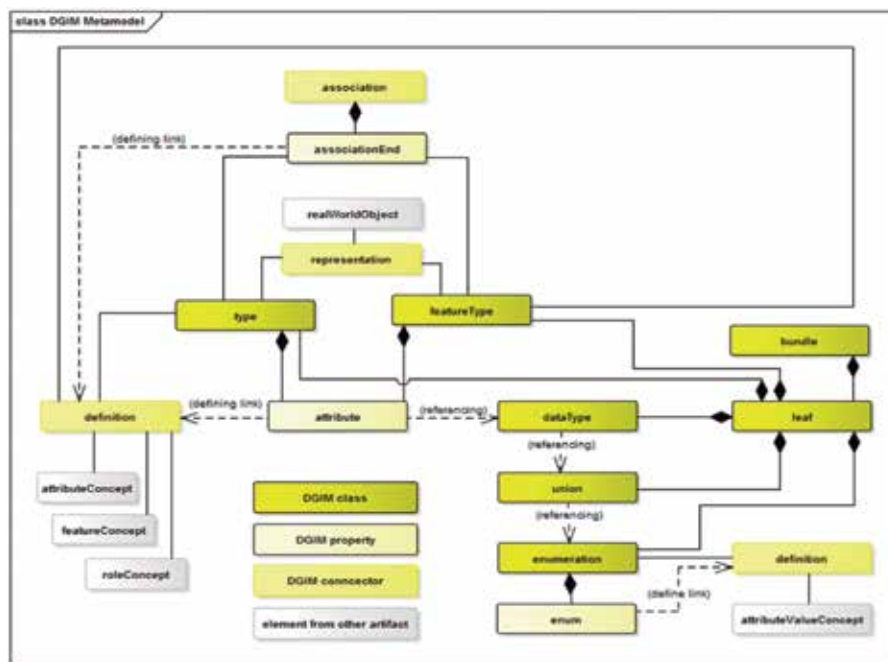 class DGIM Metamodel
association
(defining link)
associationEnd
realWorldObject
representation
type
featureType
bundle
definition
(defining link)
attribute
(referencing)
dataType
leaf
(referencing)
attributeConcept
union
DGIM class
(referencing)
featureConcept
DGIM property
enumeration
definition
roleConcept
DGIM conncector
(define link)
element from other artifact
enum
attributeValueConcept